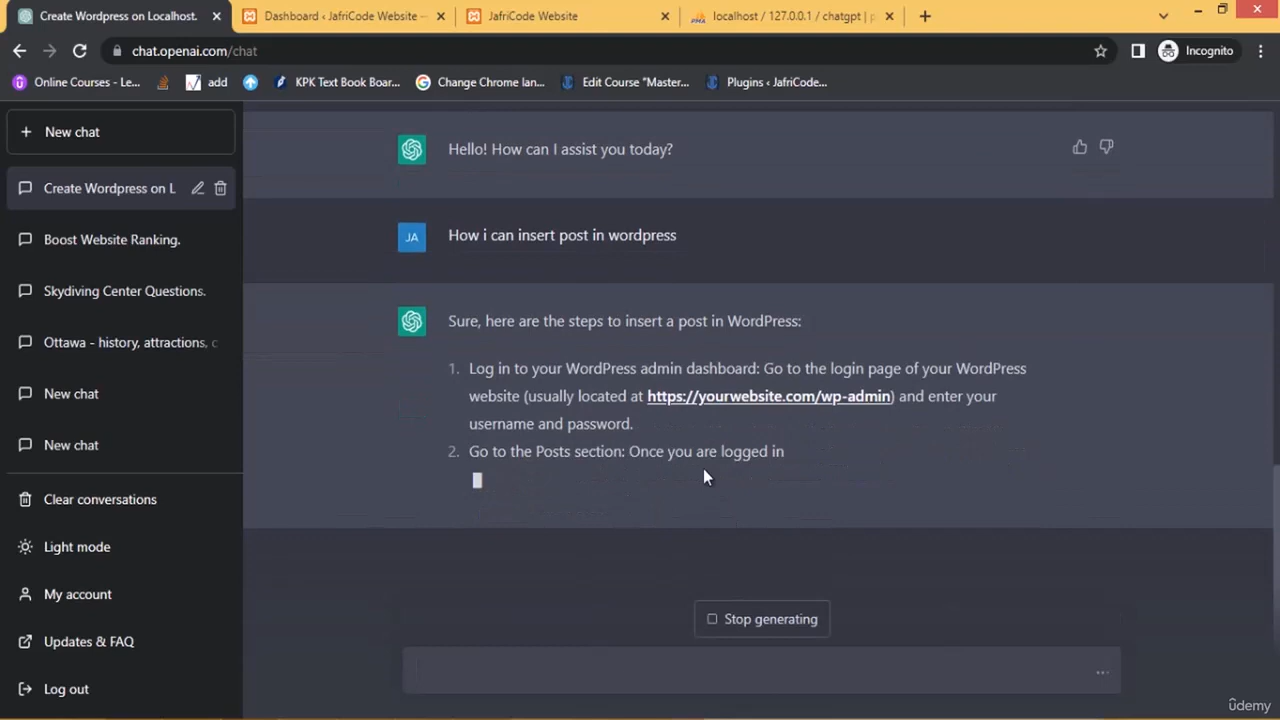 Create Wordpress on Localhost.
Dashboard ‹ JafriCode Website —
JafriCode Website
localhost / 127.0.0.1 / chatgpt | p
chat.openai.com/chat
Incognito
Online Courses - Le...
add
KPK Text Book Board...
Change Chrome lan...
Edit Course "Master...
Plugins ‹ JafriCode...
New chat
Create Wordpress on L
Boost Website Ranking.
Skydiving Center Questions.
Ottawa - history, attractions, c
New chat
New chat
Clear conversations
Light mode
My account
Updates & FAQ
Log out
Hello! How can I assist you today?
JA
How i can insert post in wordpress
Sure, here are the steps to insert a post in WordPress:
1. Log in to your WordPress admin dashboard: Go to the login page of your WordPress
website (usually located at https://yourwebsite.com/wp-admin) and enter your
username and password.
2. Go to the Posts section: Once you are logged in
Stop generating
ûdemy